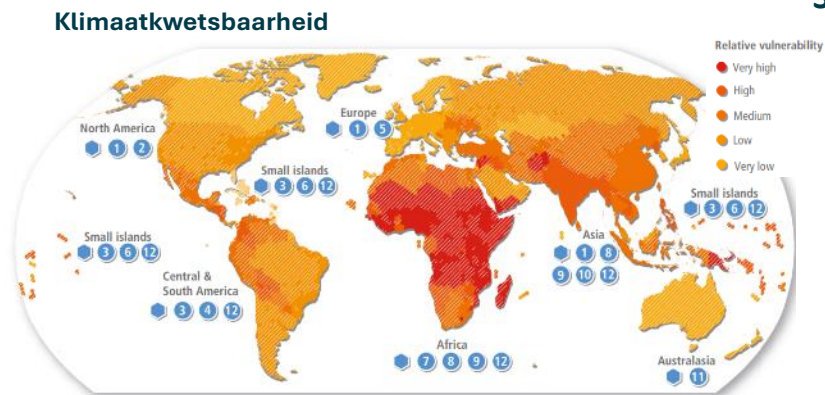 Klimaatkwetsbaarheid
Relative vulnerability
Very high
High
Medium
Low
Very low
North America
1 2
Europe
1 5
Small islands
3 6 12
Small islands
3 6 12
Small islands
3 6 12
Central &
South America
3 4 12
Asia
1 8
9 10 12
Africa
7 8 9 12
Australasia
11